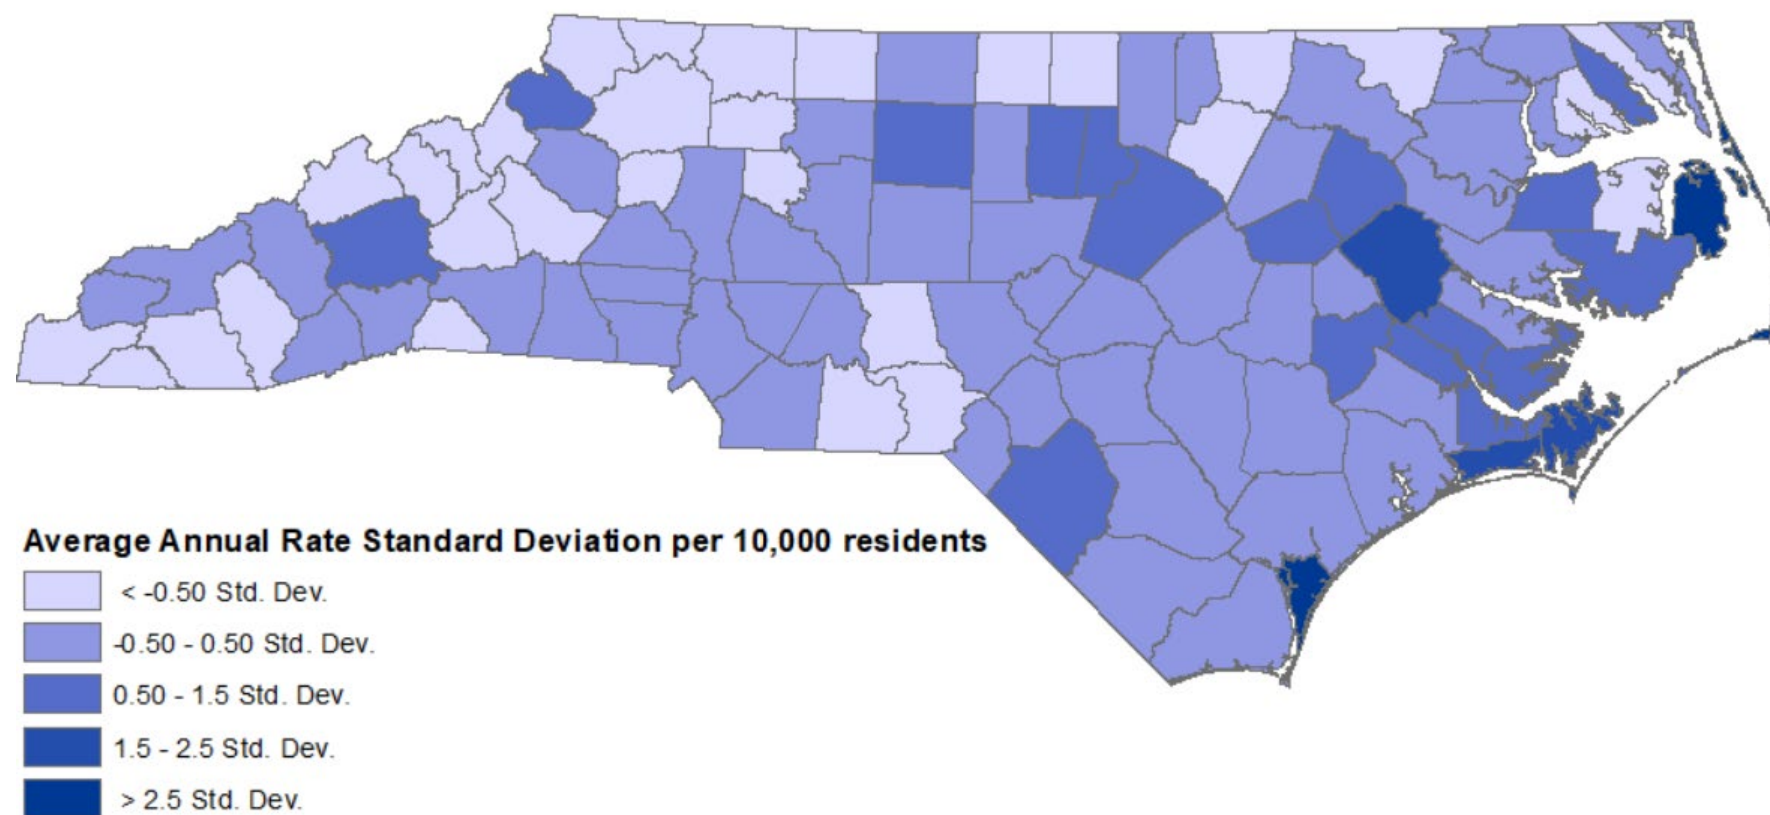 Average Annual Rate Standard Deviation per 10,000 residents
< -0.50 Std. Dev.
-0.50 - 0.50 Std. Dev.
0.50 - 1.5 Std. Dev.
1.5 - 2.5 Std. Dev.
> 2.5 Std. Dev.